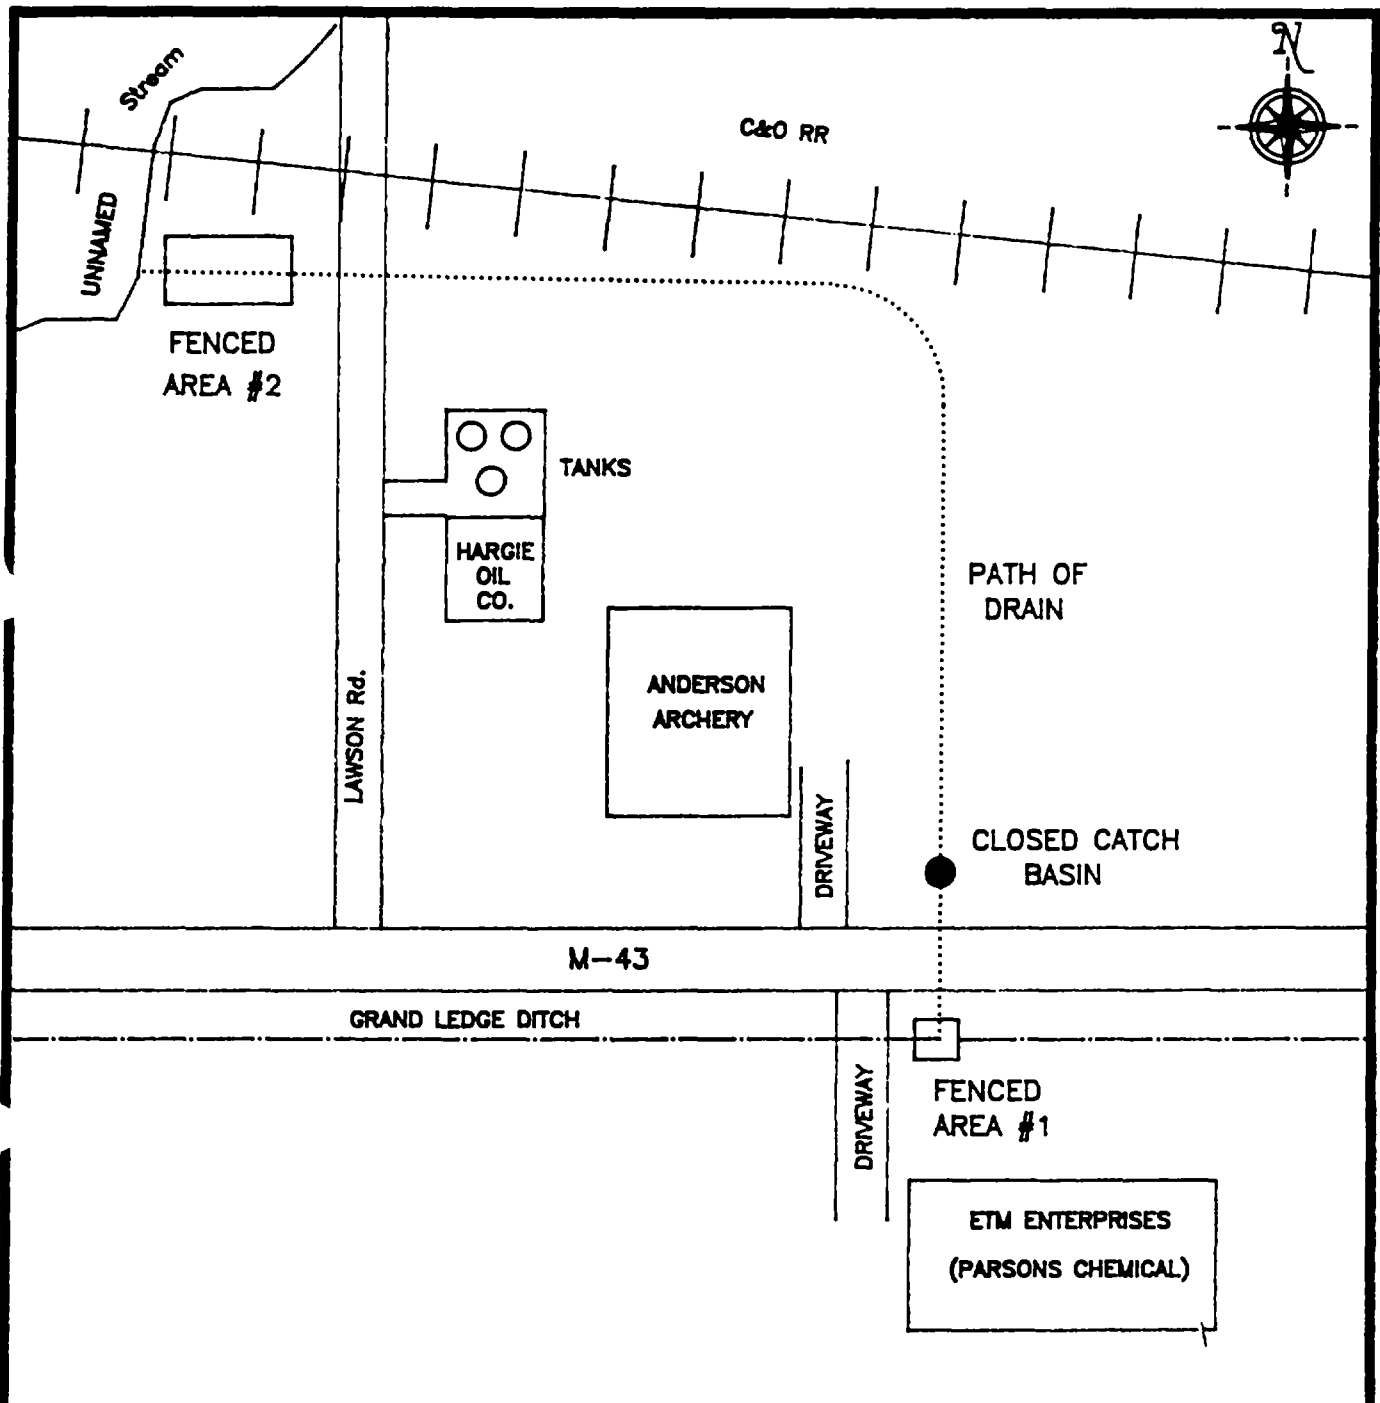 N
Stream
C&O RR
UNNAMED
FENCED
AREA #2
TANKS
HARGIE
OIL
CO.
PATH OF
DRAIN
ANDERSON
ARCHERY
LAWSON Rd.
DRIVEWAY
CLOSED CATCH
BASIN
M-43
GRAND LEDGE DITCH
DRIVEWAY
FENCED
AREA #1
ETM ENTERPRISES
(PARSONS CHEMICAL)